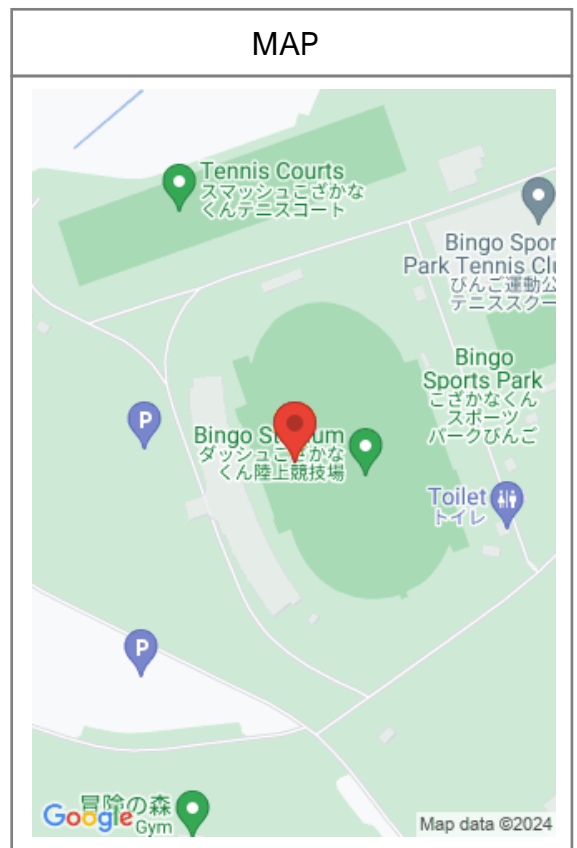 MAP
Tennis Courts
スマッシュこざかな
くんテニスコート
Bingo Spor
Park Tennis Clu
びんご運動公
テニススクー
Bingo
Sports Park
こざかなくん
スポーツ
パークびんご
P
Bingo St um
ダッシュこざかな
くん陸上競技場
Toilet
トイレ
P
冒険の森
Gym
Google
Map data ©2024